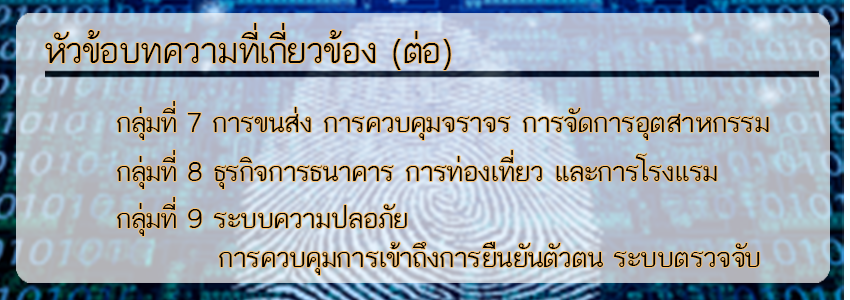 หัวข้อบทความที่เกี่ยวข้อง (ต่อ)
กลุ่มที่ 7 การขนส่ง การควบคุมจราจร การจัดการอุตสาหกรรม
กลุ่มที่ 8 ธุรกิจการธนาคาร การท่องเที่ยว และการโรงแรม
กลุ่มที่ 9 ระบบความปลอภัย
การควบคุมการเข้าถึงการยืนยันตัวตน ระบบตรวจจับ